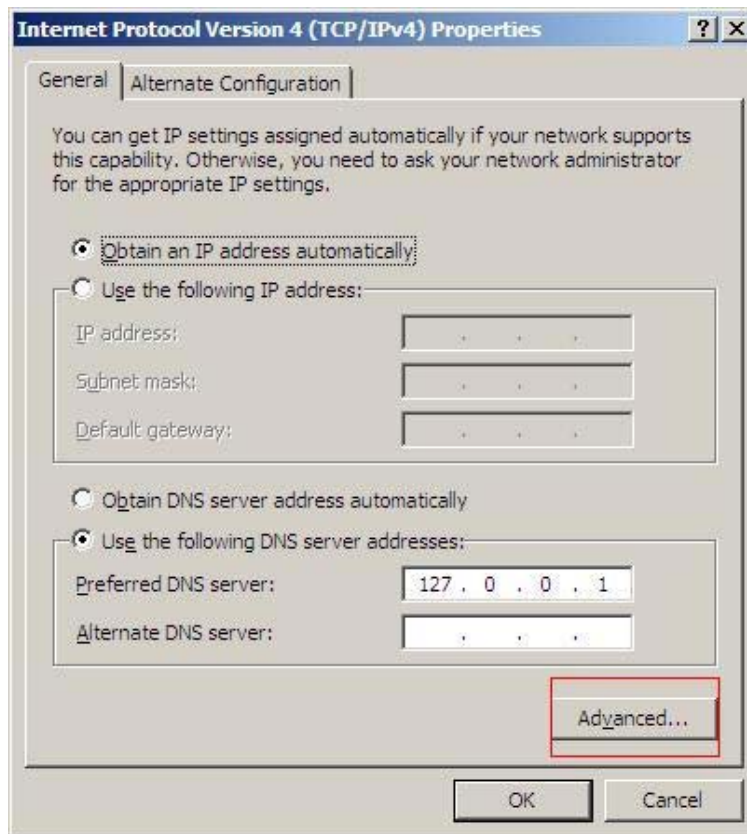 Internet Protocol Version 4 (TCP/IPv4) Properties
General
Alternate Configuration
You can get IP settings assigned automatically if your network supports
this capability. Otherwise, you need to ask your network administrator
for the appropriate IP settings.
Obtain an IP address automatically
Use the following IP address:
IP address: . . .
Subnet mask: . . .
Default gateway: . . .
Obtain DNS server address automatically
Use the following DNS server addresses:
Preferred DNS server: 127 . 0 . 0 . 1
Alternate DNS server: . . .
Advanced...
OK
Cancel